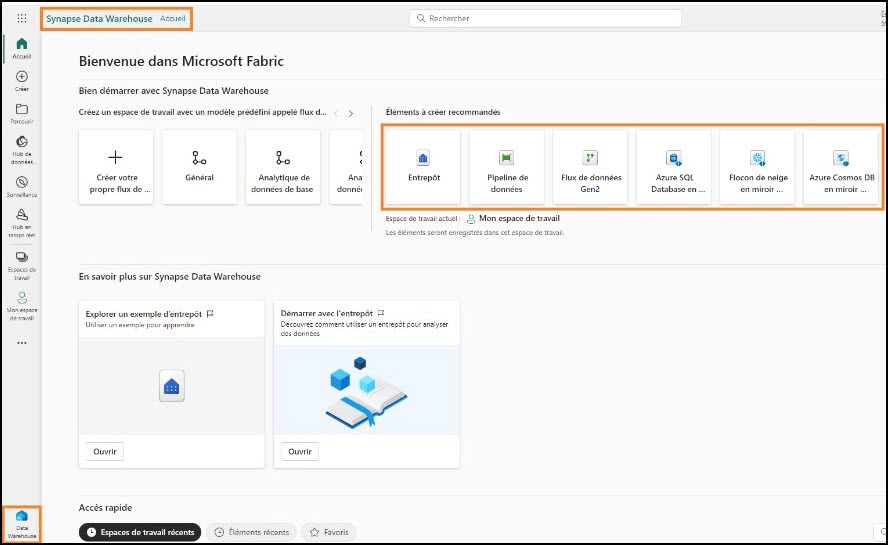 Synapse Data Warehouse Accueil
Rechercher
Accueil
Créer
Parcourir
Hub de
données...
Surveillance
Hub en
temps réel
Espaces de
travail
Mon espace
de travail
Data
Warehouse
Bienvenue dans Microsoft Fabric
Bien démarrer avec Synapse Data Warehouse
Créez un espace de travail avec un modèle prédéfini appelé flux d...
Créer votre
propre flux de ...
Général
Analytique de
données de base
Éléments à créer recommandés
Entrepôt
Pipeline de
données
Flux de données
Gen2
Azure SQL
Database en ...
Flocon de neige
en miroir ...
Azure Cosmos DB
en miroir ...
Espace de travail actuel : Mon espace de travail
Les éléments seront enregistrés dans cet espace de travail.
En savoir plus sur Synapse Data Warehouse
Explorer un exemple d'entrepôt
Utiliser un exemple pour apprendre
Ouvrir
Démarrer avec l'entrepôt
Découvrez comment utiliser un entrepôt pour analyser
des données
Ouvrir
Accès rapide
Espaces de travail récents
Éléments récents
Favoris